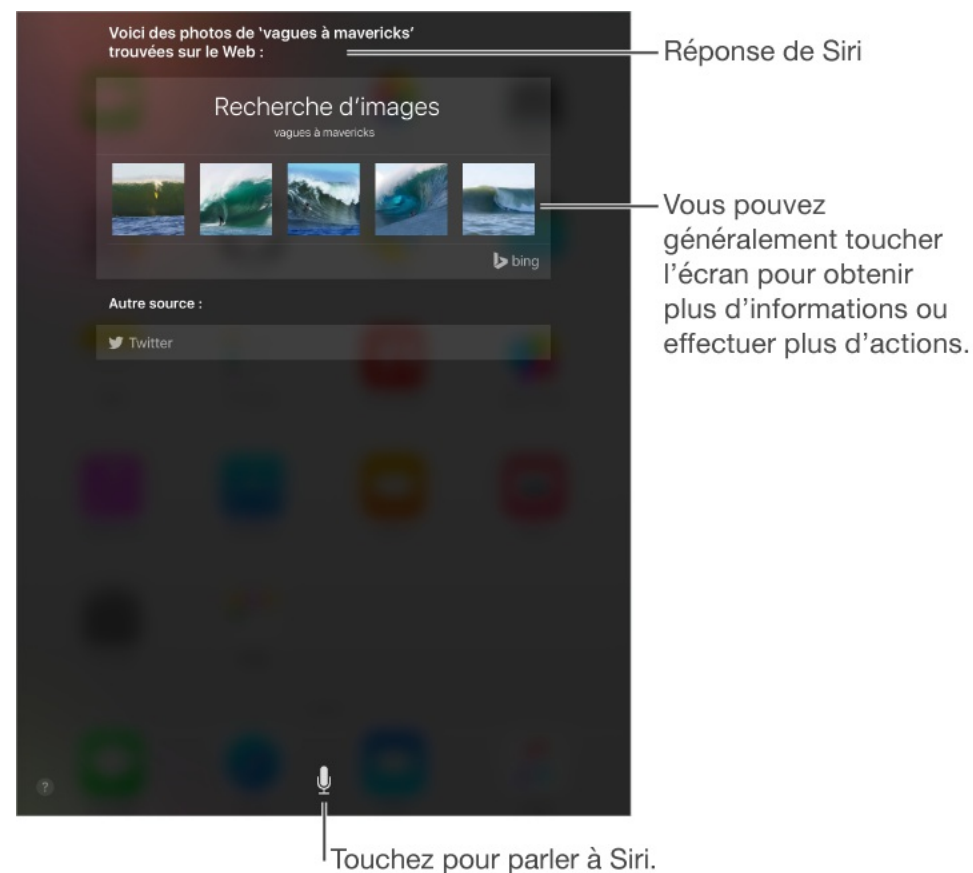 Voici des photos de ‘vagues à mavericks’
trouvées sur le Web :
Réponse de Siri
Recherche d’images
vagues à mavericks
Vous pouvez
généralement toucher
l’écran pour obtenir
plus d’informations ou
effectuer plus d’actions.
bing
Autre source :
Twitter
?
Touchez pour parler à Siri.